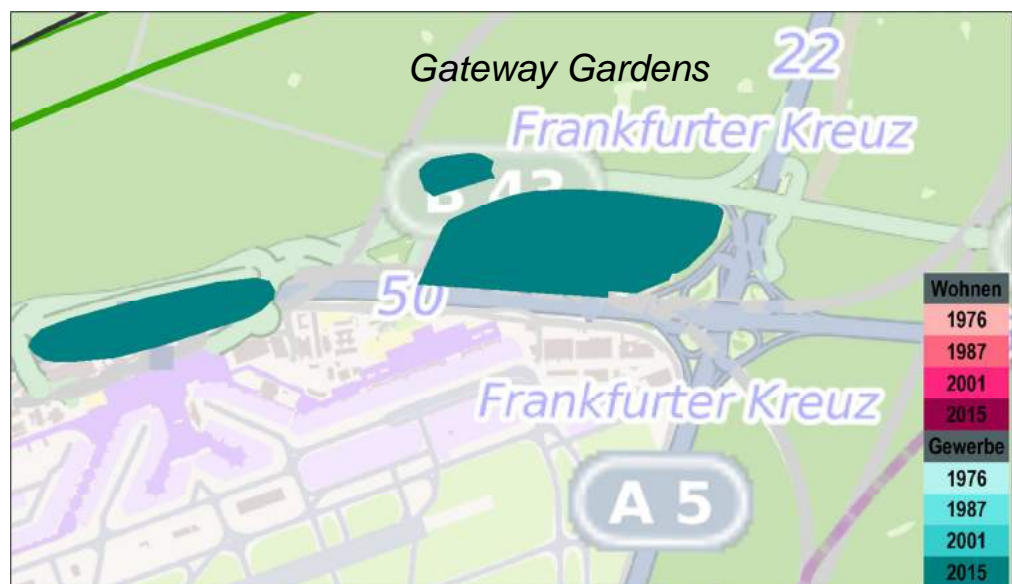 Gateway Gardens
22
Frankfurter Kreuz
B 43
50
Frankfurter Kreuz
A 5
Wohnen
1976
1987
2001
2015
Gewerbe
1976
1987
2001
2015